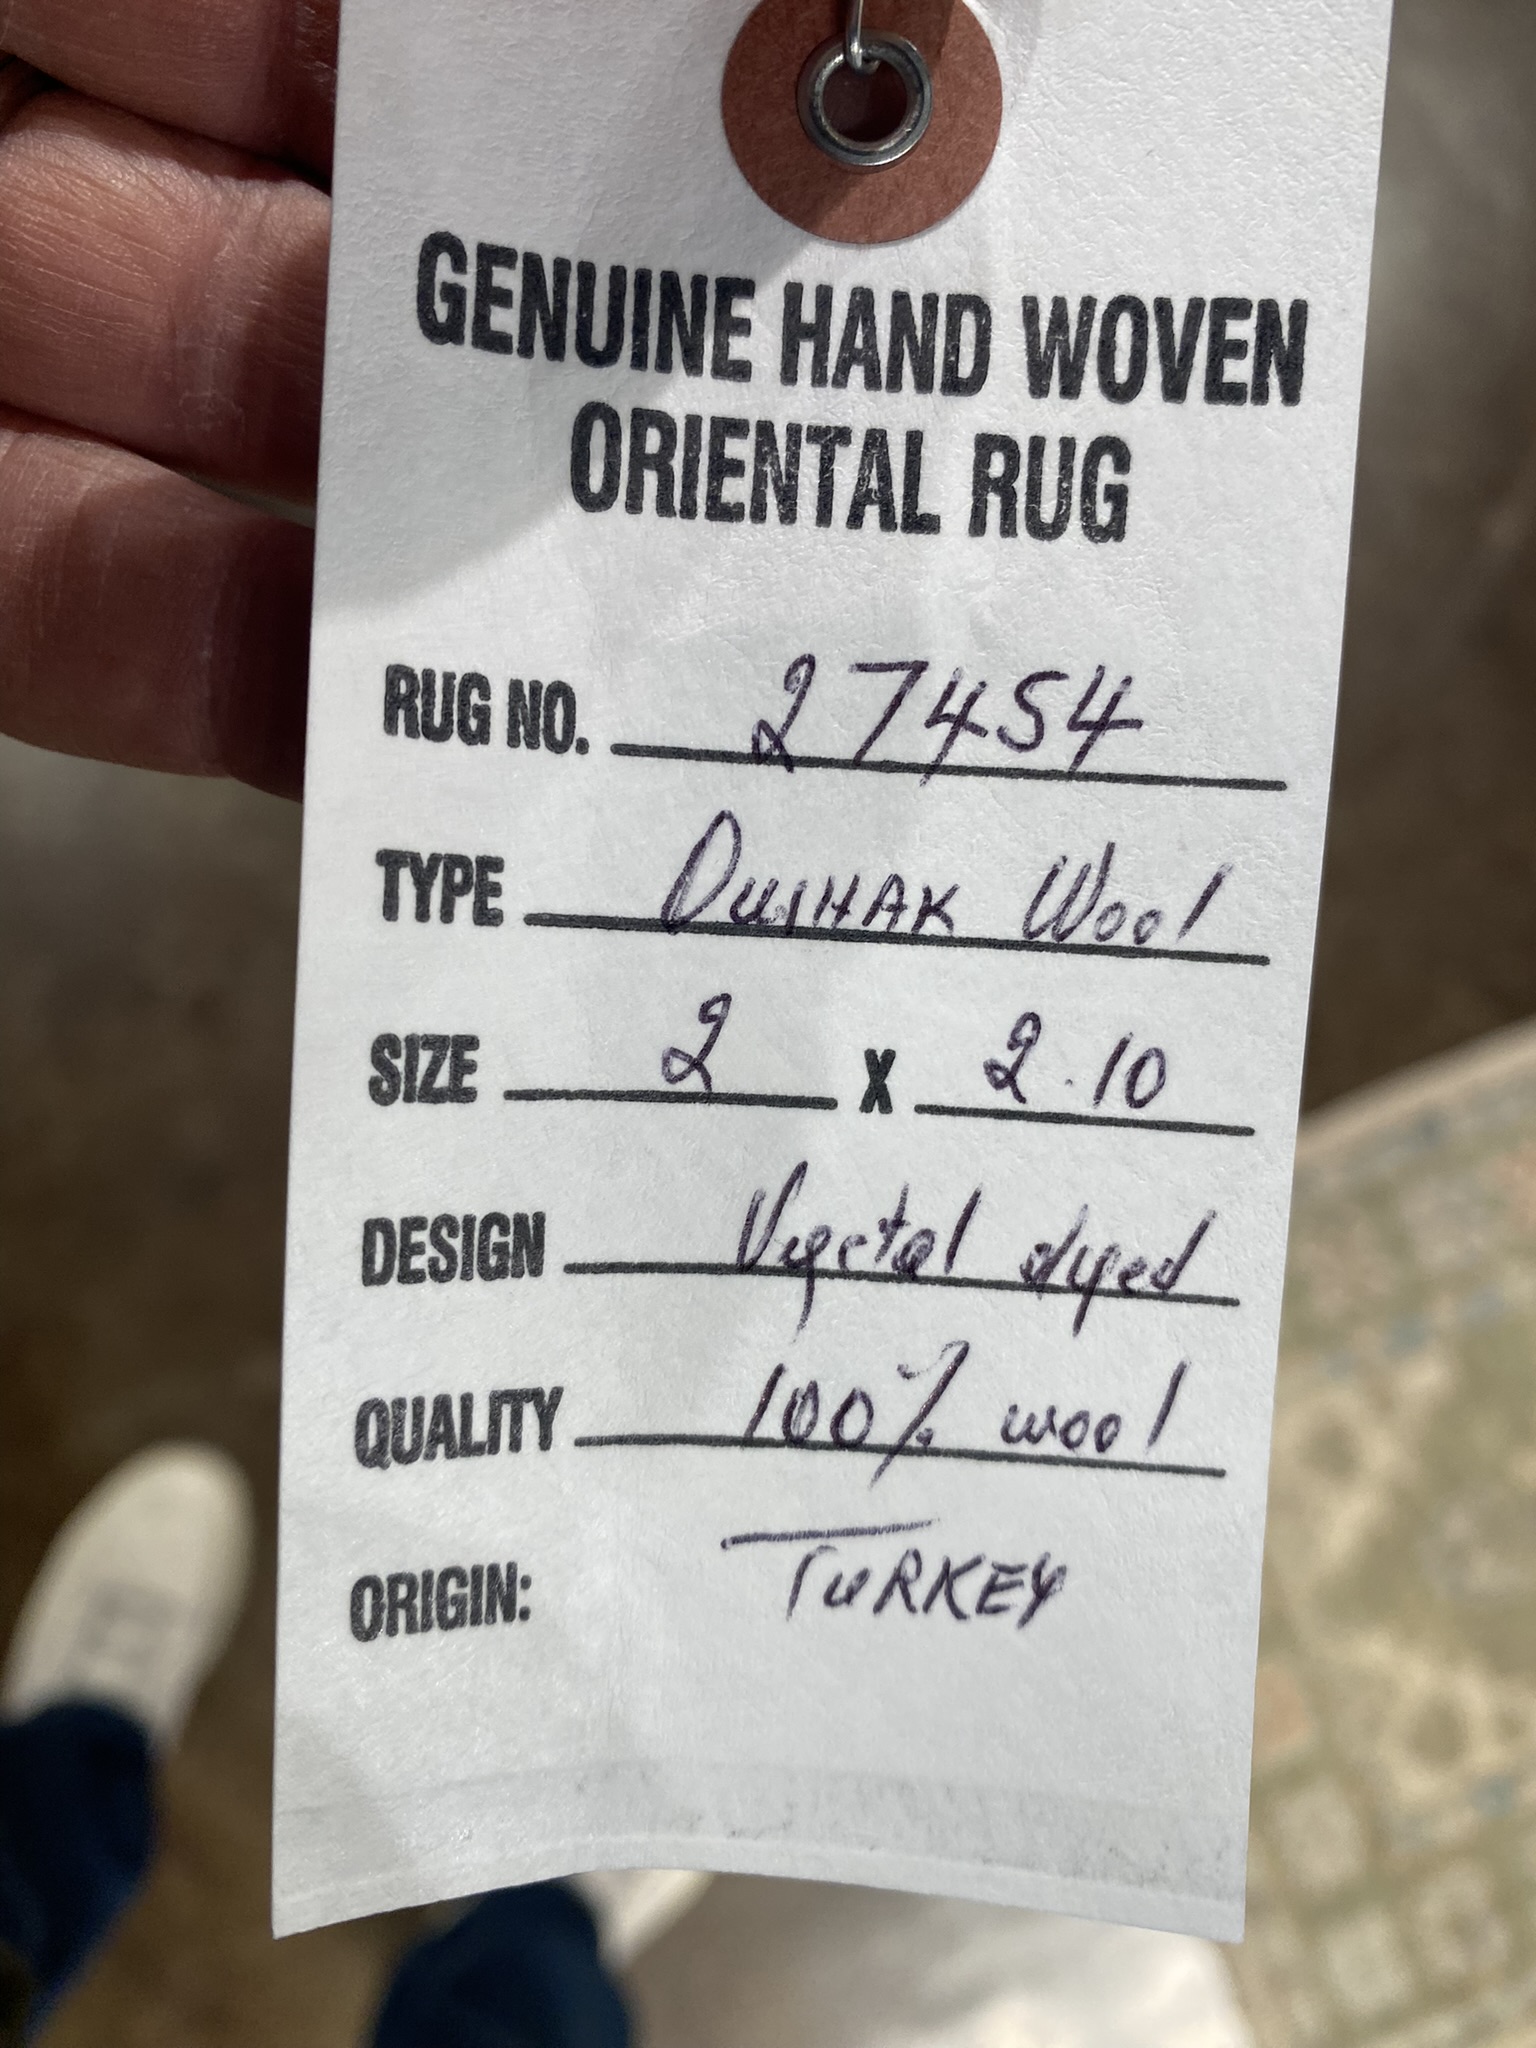 GENUINE HAND WOVEN
ORIENTAL RUG
RUG NO. 27454
TYPE Wool
SIZE 2 X 2.10
DESIGN Vegetal dyed
QUALITY 100% wool
ORIGIN: TURKEY